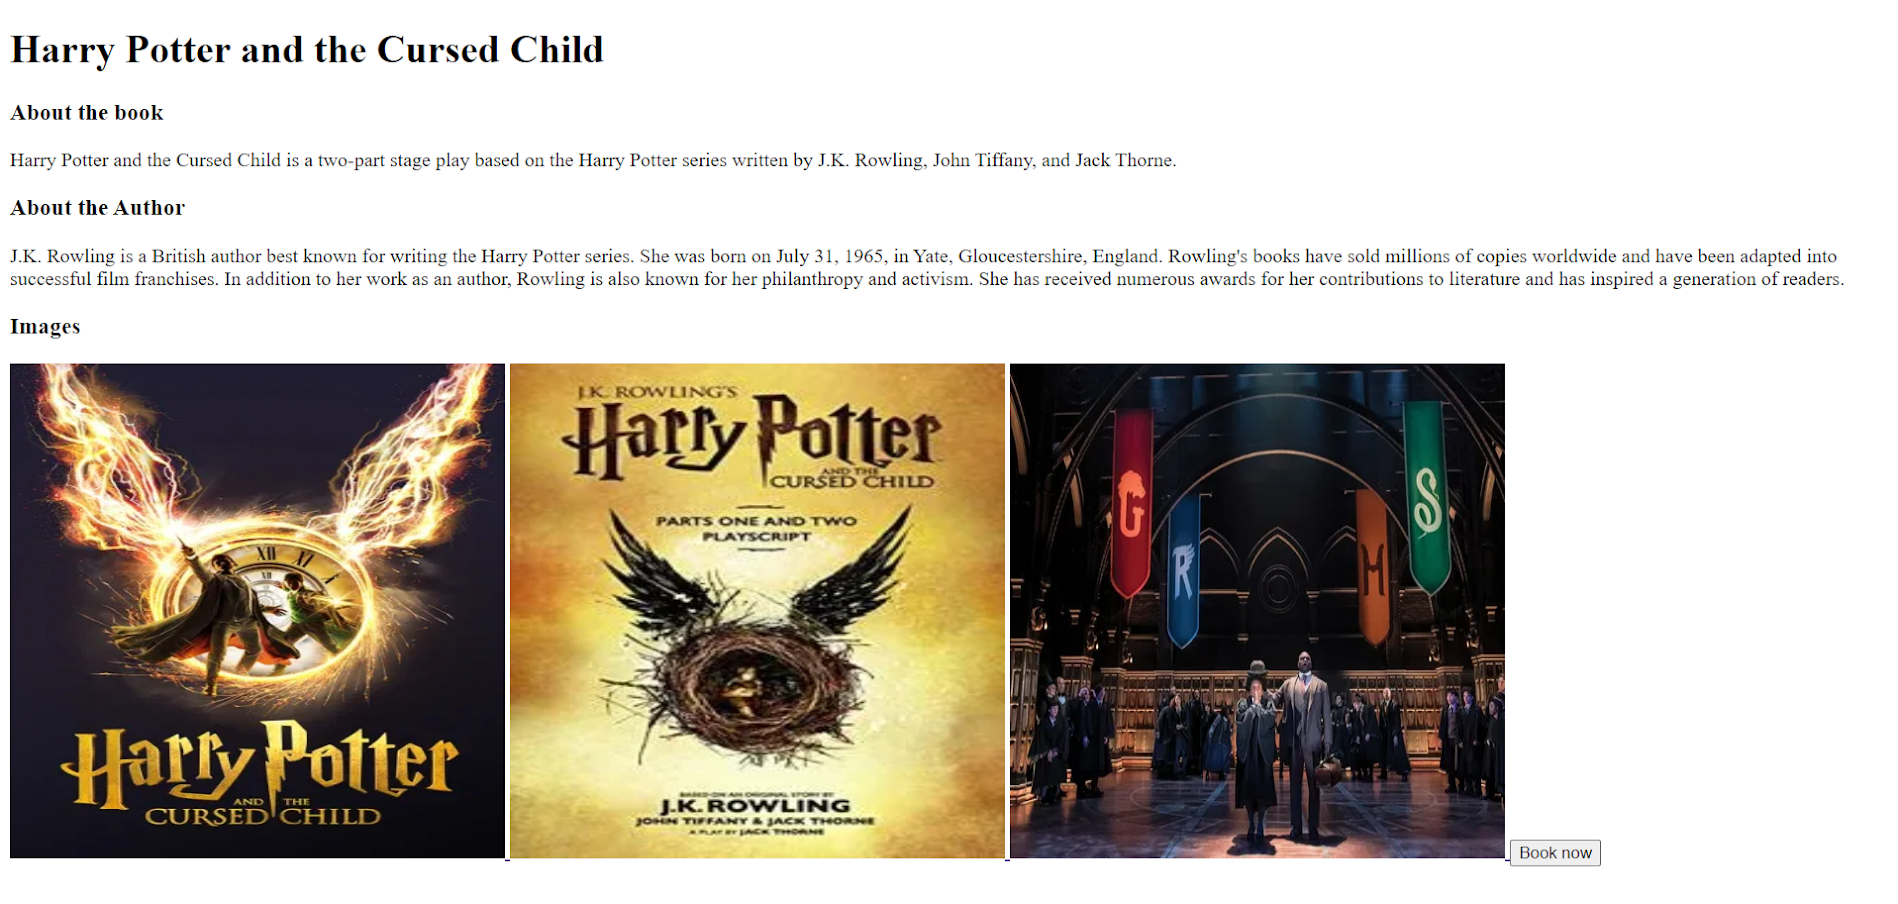 Harry Potter and the Cursed Child
About the book
Harry Potter and the Cursed Child is a two-part stage play based on the Harry Potter series written by J.K. Rowling, John Tiffany, and Jack Thorne.
About the Author
J.K. Rowling is a British author best known for writing the Harry Potter series. She was born on July 31, 1965, in Yate, Gloucestershire, England. Rowling's books have sold millions of copies worldwide and have been adapted into
successful film franchises. In addition to her work as an author, Rowling is also known for her philanthropy and activism. She has received numerous awards for her contributions to literature and has inspired a generation of readers.
Images
XII
XII
Harry Potter
AND THE
CURSED CHILD
J.K. ROWLING'S
Harry Potter
AND THE
CURSED CHILD
PARTS ONE AND TWO
PLAYSCRIPT
BASED ON AN ORIGINAL STORY BY
J.K. ROWLING
JOHN TIFFANY & JACK THORNE
A PLAY BY JACK THORNE
G
R
H
S
Book now